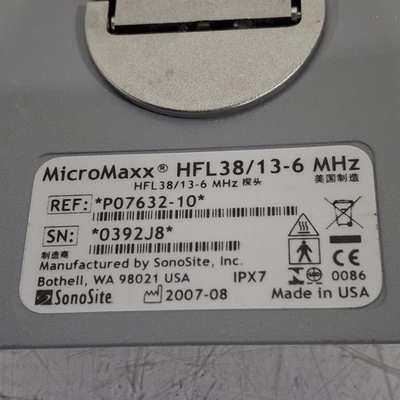 MicroMaxx® HFL38/13-6 MHz
HFL38/13-6 MHz 探头 美国制造
REF: *P07632-10*
SN: *0392J8*
制造商
Manufactured by SonoSite, Inc.
Bothell, WA 98021 USA IPX7 0086
SonoSite 2007-08 Made in USA